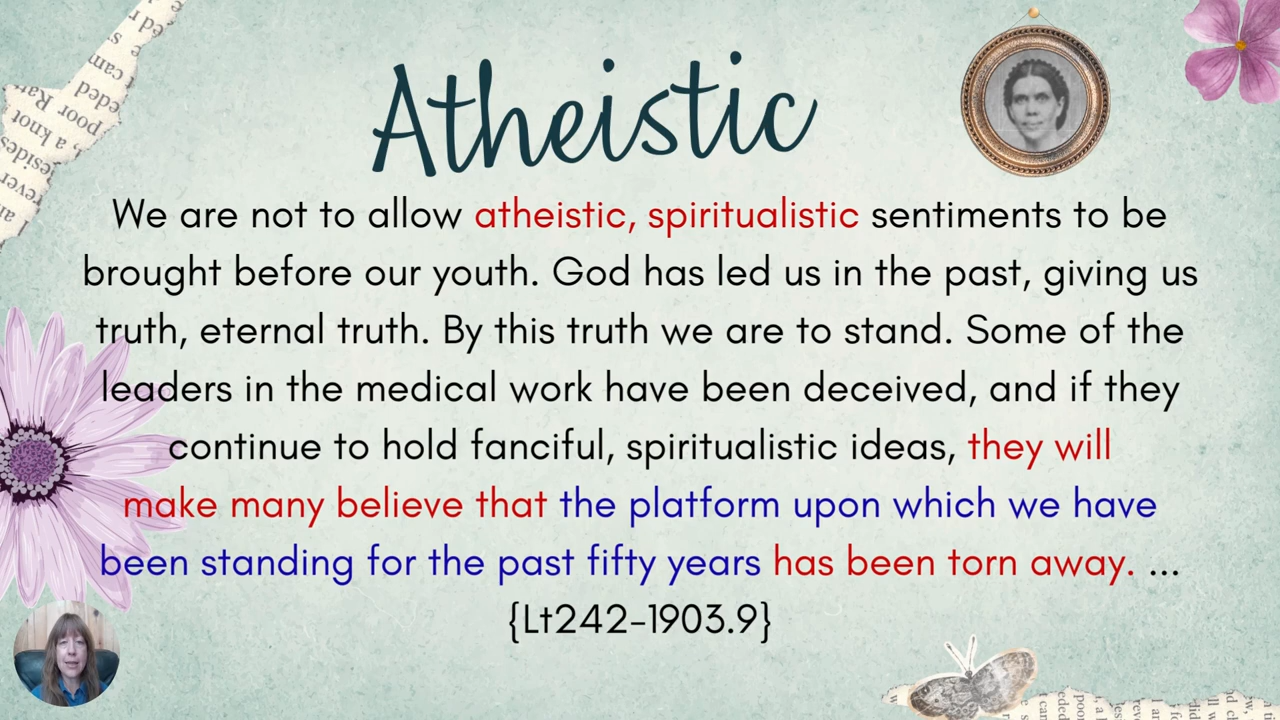 Atheistic
We are not to allow atheistic, spiritualistic sentiments to be
brought before our youth. God has led us in the past, giving us
truth, eternal truth. By this truth we are to stand. Some of the
leaders in the medical work have been deceived, and if they
continue to hold fanciful, spiritualistic ideas, they will
make many believe that the platform upon which we have
been standing for the past fifty years has been torn away. ...
{Lt242-1903.9}